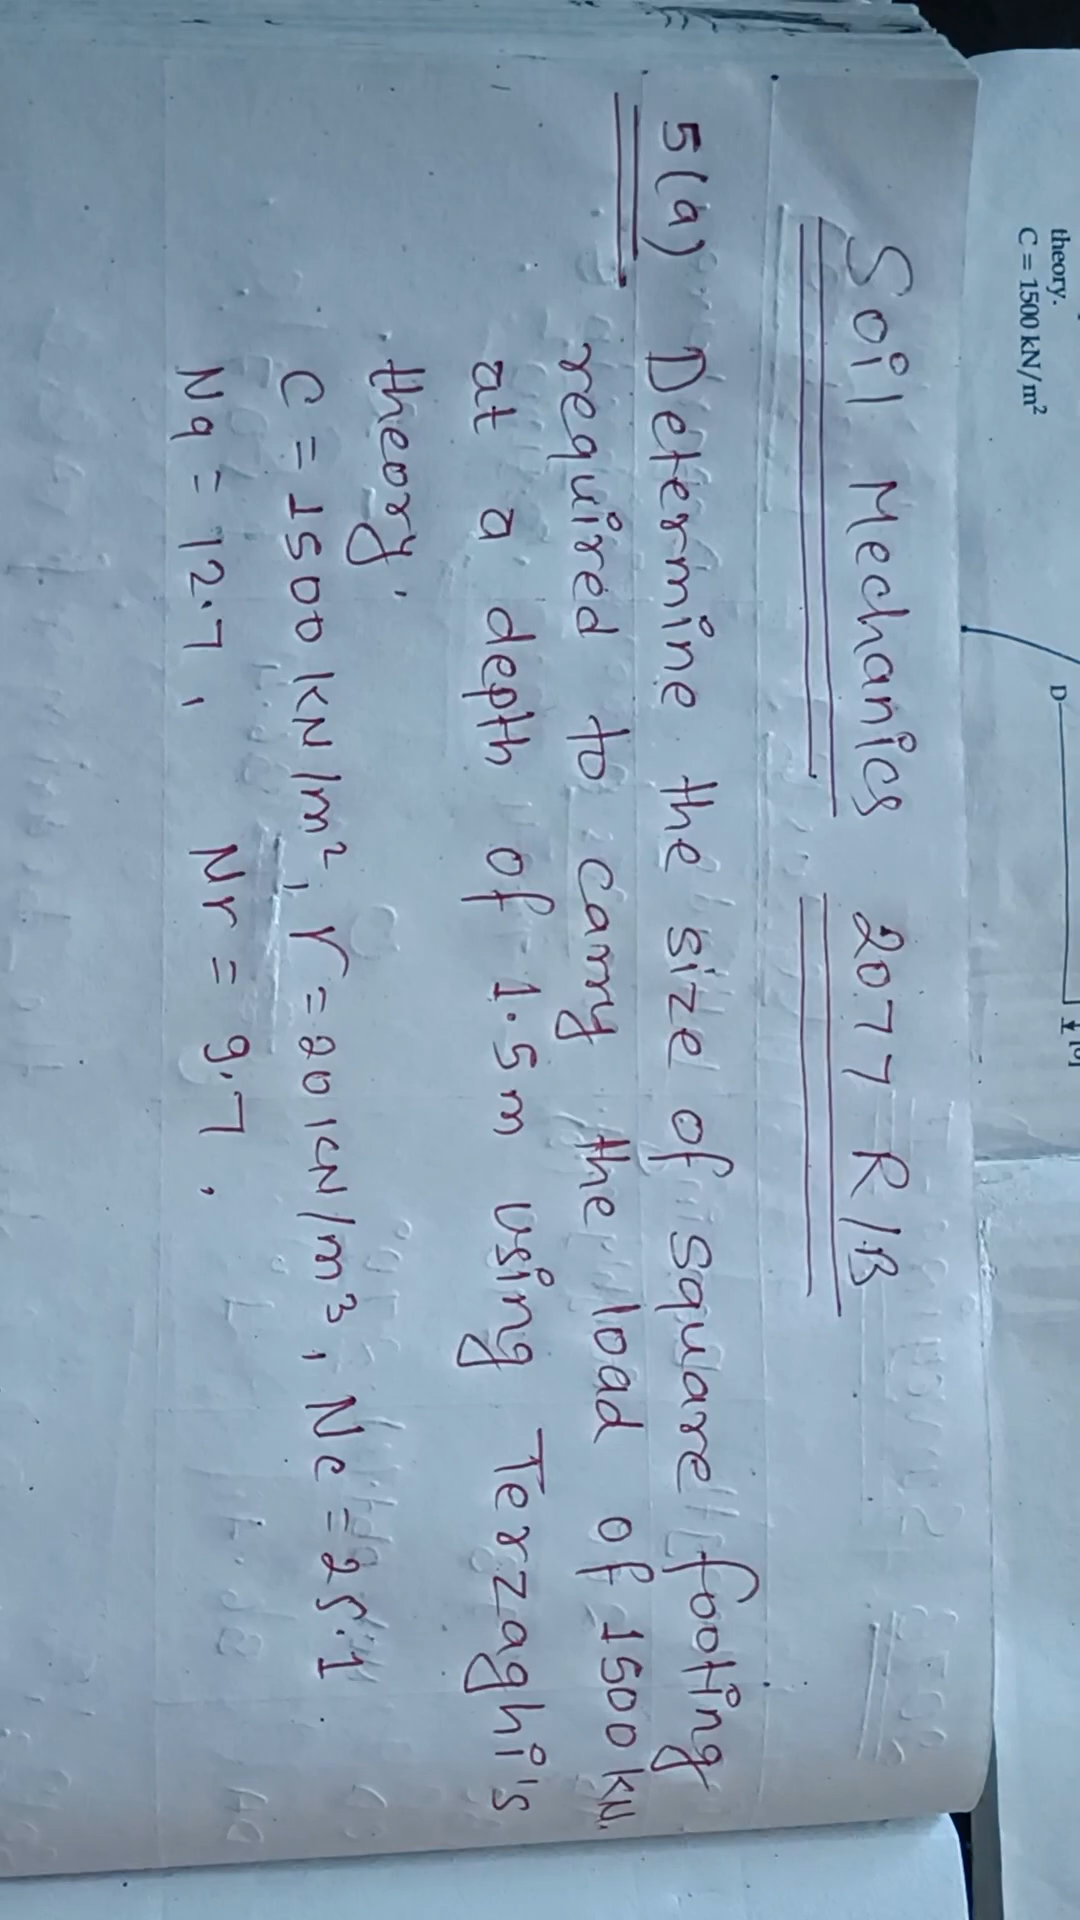 theory.
C = 1500 kN/m²
D
Soil Mechanics 2077 R/B
5(a) Determine the size of square footing
required to carry the load of 1500 kN.
at a depth of 1.5m using Terzaghi's
theory.
C = 1500 kN/m², r = 20 kN/m³, Nc = 25.1
Nq = 12.7, Nr = 9.7,